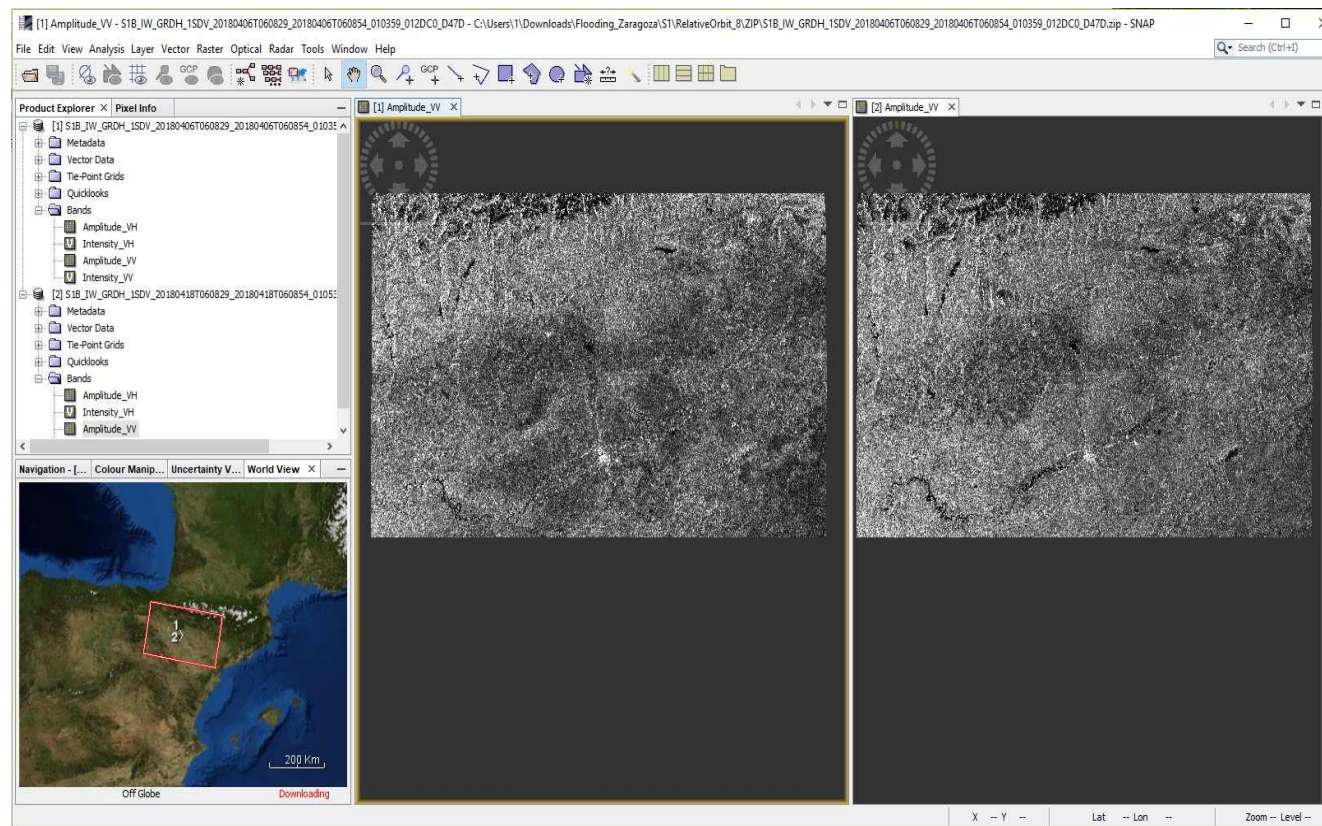 [1] Amplitude_VV - S1B_IW_GRDH_1SDV_20180406T060829_20180406T060854_010359_012DC0_D47D - C:\Users\1\Downloads\Flooding_Zaragoza\S1\RelativeOrbit_8\ZIP\S1B_IW_GRDH_1SDV_20180406T060829_20180406T060854_010359_012DC0_D47D.zip - SNAP
File Edit View Analysis Layer Vector Raster Optical Radar Tools Window Help
Search (Ctrl+I)
GCP GCP
Product Explorer X Pixel Info
[1] S1B_IW_GRDH_1SDV_20180406T060829_20180406T060854_01035
Metadata
Vector Data
Tie-Point Grids
Quicklooks
Bands
Amplitude_VH
Intensity_VH
Amplitude_VV
Intensity_VV
[2] S1B_IW_GRDH_1SDV_20180418T060829_20180418T060854_01053
Metadata
Vector Data
Tie-Point Grids
Quicklooks
Bands
Amplitude_VH
Intensity_VH
Amplitude_VV
[1] Amplitude_VV X
[2] Amplitude_VV X
Navigation - [... Colour Manip... Uncertainty V... World View X
1
2
200 Km
Off Globe Downloading
X -- Y -- Lat -- Lon -- Zoom -- Level --